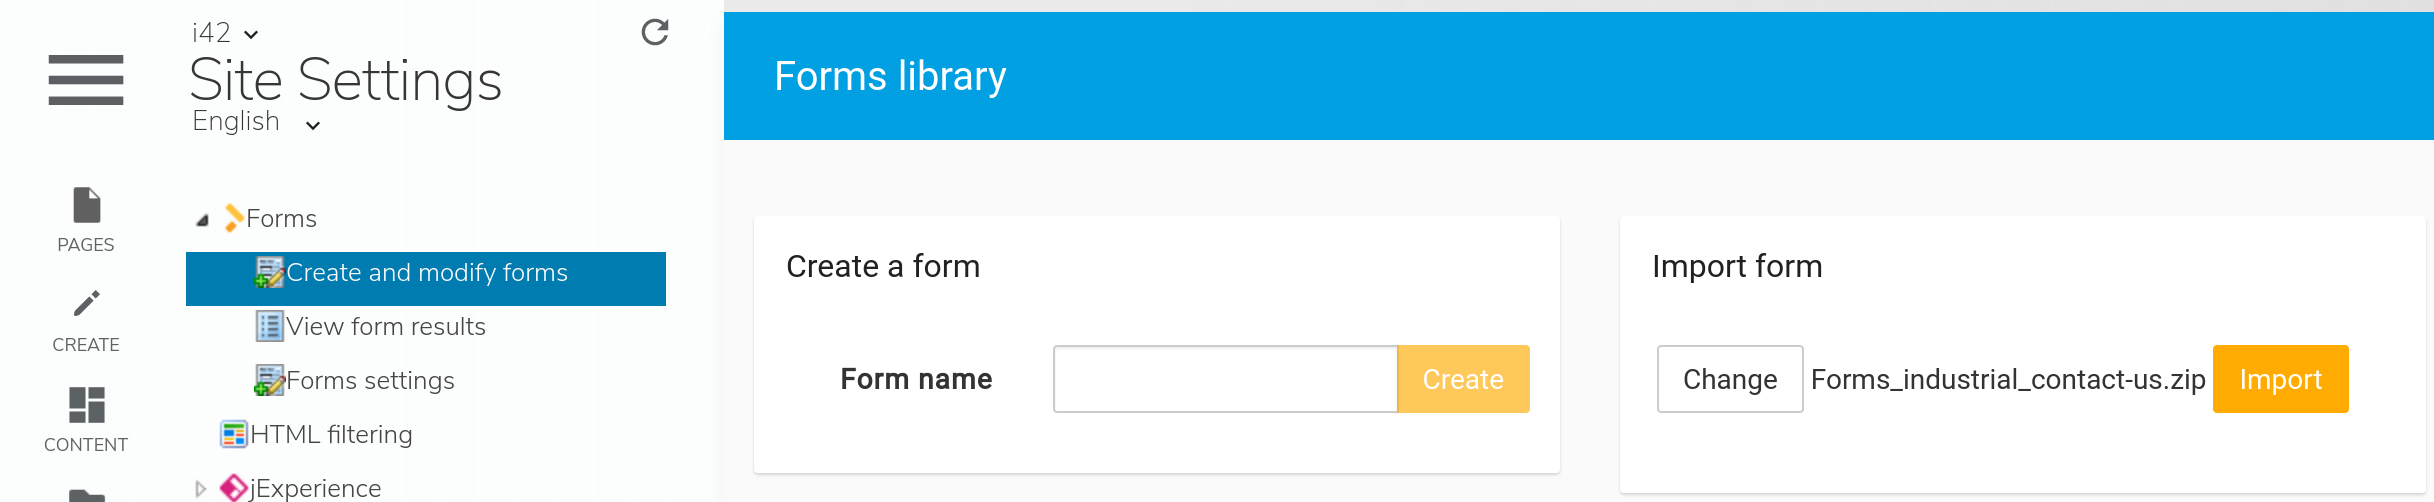 i42
Site Settings
English
PAGES
CREATE
CONTENT
Forms
Create and modify forms
View form results
Forms settings
HTML filtering
jExperience
Forms library
Create a form
Form name
Create
Import form
Change Forms_industrial_contact-us.zip Import